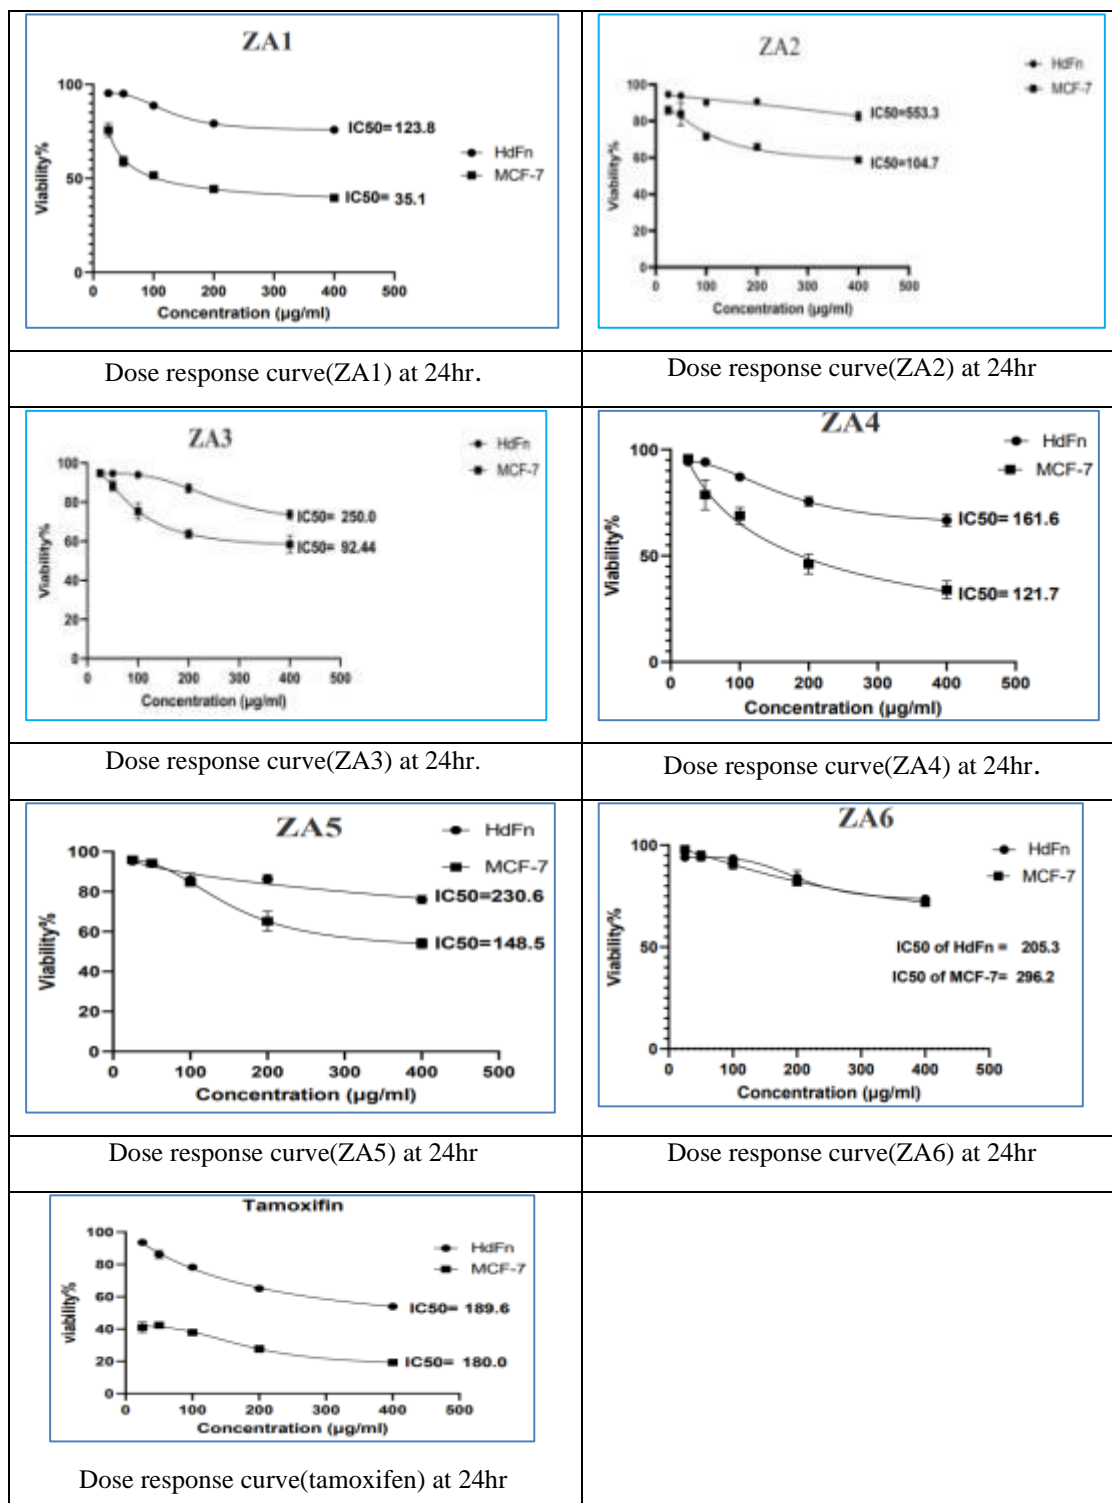 ZA1
100
50
0
Viability%
0 100 200 300 400 500
Concentration (µg/ml)
IC50= 123.8
IC50= 35.1
HdFn
MCF-7
Dose response curve(ZA1) at 24hr.
ZA2
100
80
60
40
20
0
Viability%
0 100 200 300 400 500
Concentration (µg/ml)
IC50=553.3
IC50=104.7
HdFn
MCF-7
Dose response curve(ZA2) at 24hr
ZA3
100
80
60
40
20
0
Viability%
0 100 200 300 400 500
Concentration (µg/ml)
IC50= 250.0
IC50= 92.44
HdFn
MCF-7
Dose response curve(ZA3) at 24hr.
ZA4
100
50
0
Viability%
0 100 200 300 400 500
Concentration (µg/ml)
IC50= 161.6
IC50= 121.7
HdFn
MCF-7
Dose response curve(ZA4) at 24hr.
ZA5
100
80
60
40
20
0
Viability%
0 100 200 300 400 500
Concentration (µg/ml)
IC50=230.6
IC50=148.5
HdFn
MCF-7
Dose response curve(ZA5) at 24hr
ZA6
100
50
0
Viability%
0 100 200 300 400 500
Concentration (µg/ml)
HdFn
MCF-7
IC50 of HdFn = 205.3
IC50 of MCF-7= 296.2
Dose response curve(ZA6) at 24hr
Tamoxifin
100
80
60
40
20
0
viability%
0 100 200 300 400 500
Concentration (µg/ml)
HdFn
MCF-7
IC50= 189.6
IC50= 180.0
Dose response curve(tamoxifen) at 24hr